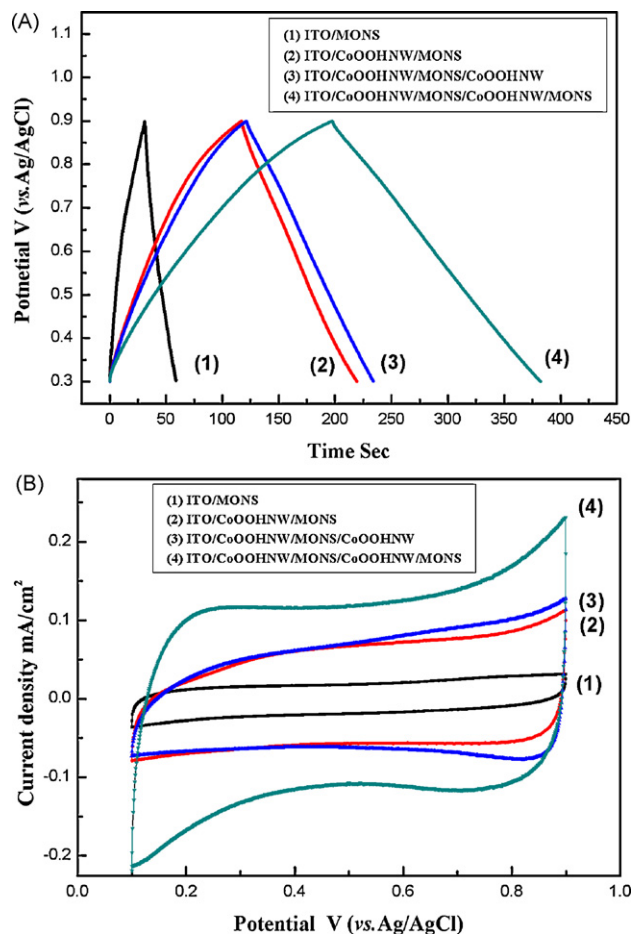 (A)
(1) ITO/MONS
(2) ITO/CoOOHNW/MONS
(3) ITO/CoOOHNW/MONS/CoOOHNW
(4) ITO/CoOOHNW/MONS/CoOOHNW/MONS
1.1
1.0
0.9
0.8
0.7
0.6
0.5
0.4
0.3
Potnetial V (vs.Ag/AgCl)
(1)
(2)
(3)
(4)
0 50 100 150 200 250 300 350 400 450
Time Sec
(B)
(1) ITO/MONS
(2) ITO/CoOOHNW/MONS
(3) ITO/CoOOHNW/MONS/CoOOHNW
(4) ITO/CoOOHNW/MONS/CoOOHNW/MONS
(4)
(3)
(2)
(1)
0.2
0.1
0.0
-0.1
-0.2
Current density mA/cm²
0.0 0.2 0.4 0.6 0.8 1.0
Potential V (vs.Ag/AgCl)